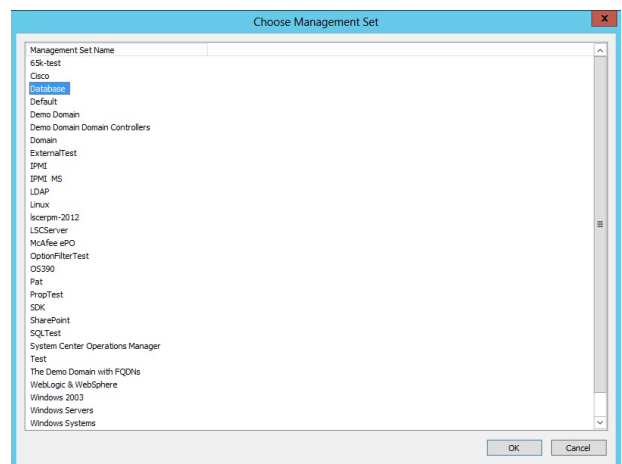 Choose Management Set
x
Management Set Name
65k-test
Cisco
Database
Default
Demo Domain
Demo Domain Domain Controllers
Domain
ExternalTest
IPMI
IPMI MS
LDAP
Linux
lscerpm-2012
LSCServer
McAfee ePO
OptionFilterTest
OS390
Pat
PropTest
SDK
SharePoint
SQLTest
System Center Operations Manager
Test
The Demo Domain with FQDNs
WebLogic & WebSphere
Windows 2003
Windows Servers
Windows Systems
OK Cancel